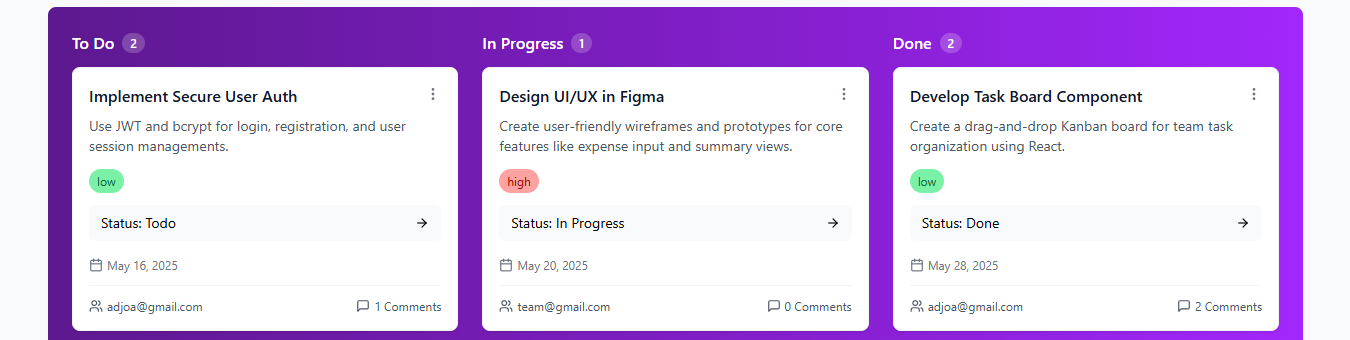 To Do 2
Implement Secure User Auth
Use JWT and bcrypt for login, registration, and user
session managements.
low
Status: Todo
May 16, 2025
adjoa@gmail.com 1 Comments
In Progress 1
Design UI/UX in Figma
Create user-friendly wireframes and prototypes for core
features like expense input and summary views.
high
Status: In Progress
May 20, 2025
team@gmail.com 0 Comments
Done 2
Develop Task Board Component
Create a drag-and-drop Kanban board for team task
organization using React.
low
Status: Done
May 28, 2025
adjoa@gmail.com 2 Comments